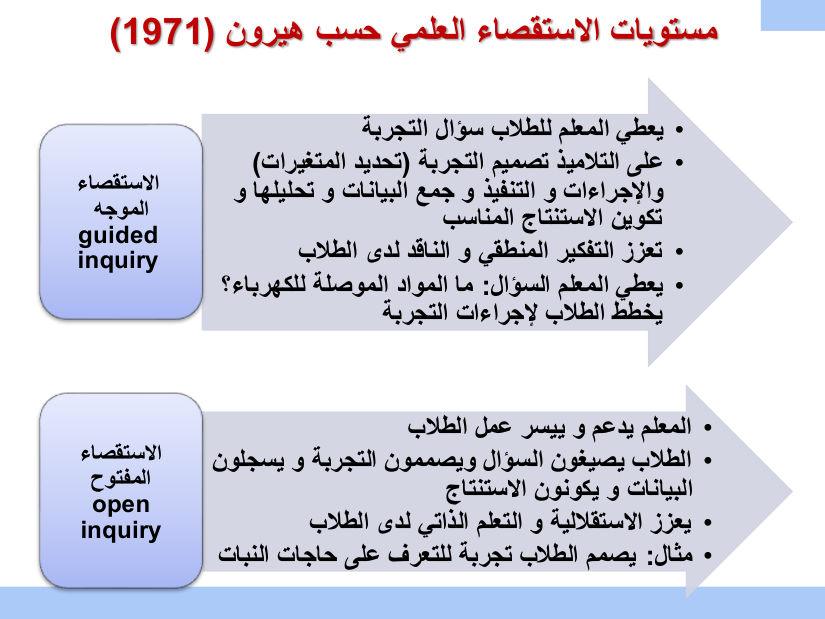 مستويات الاستقصاء العلمي حسب هيرون (1971)
الاستقصاء
الموجه
guided
inquiry
• يعطي المعلم للطلاب سؤال التجربة
• على التلاميذ تصميم التجربة (تحديد المتغيرات)
والإجراءات و التنفيذ و جمع البيانات و تحليلها و
تكوين الاستنتاج المناسب
• تعزز التفكير المنطقي و الناقد لدى الطلاب
• يعطي المعلم السؤال: ما المواد الموصلة للكهرباء؟
يخطط الطلاب لإجراءات التجربة
الاستقصاء
المفتوح
open
inquiry
• المعلم يدعم و ييسر عمل الطلاب
• الطلاب يصيغون السؤال ويصممون التجربة و يسجلون
البيانات و يكونون الاستنتاج
• يعزز الاستقلالية و التعلم الذاتي لدى الطلاب
• مثال: يصمم الطلاب تجربة للتعرف على حاجات النبات